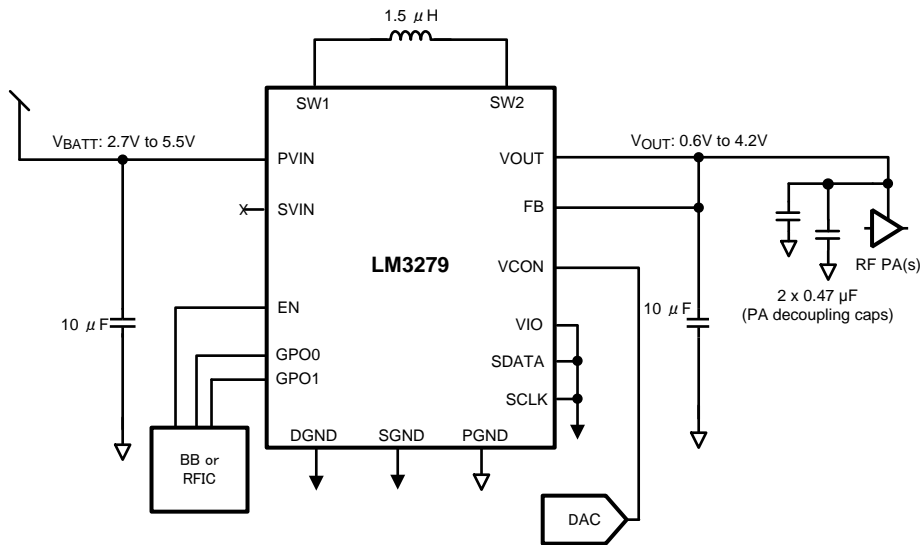 1.5 μH
SW1
SW2
VBATT: 2.7V to 5.5V
PVIN
VOUT
VOUT: 0.6V to 4.2V
SVIN
FB
LM3279
VCON
RF PA(s)
2 x 0.47 µF
(PA decoupling caps)
EN
10 μF
VIO
10 μF
GPO0
SDATA
GPO1
SCLK
DGND
SGND
PGND
BB or
RFIC
DAC